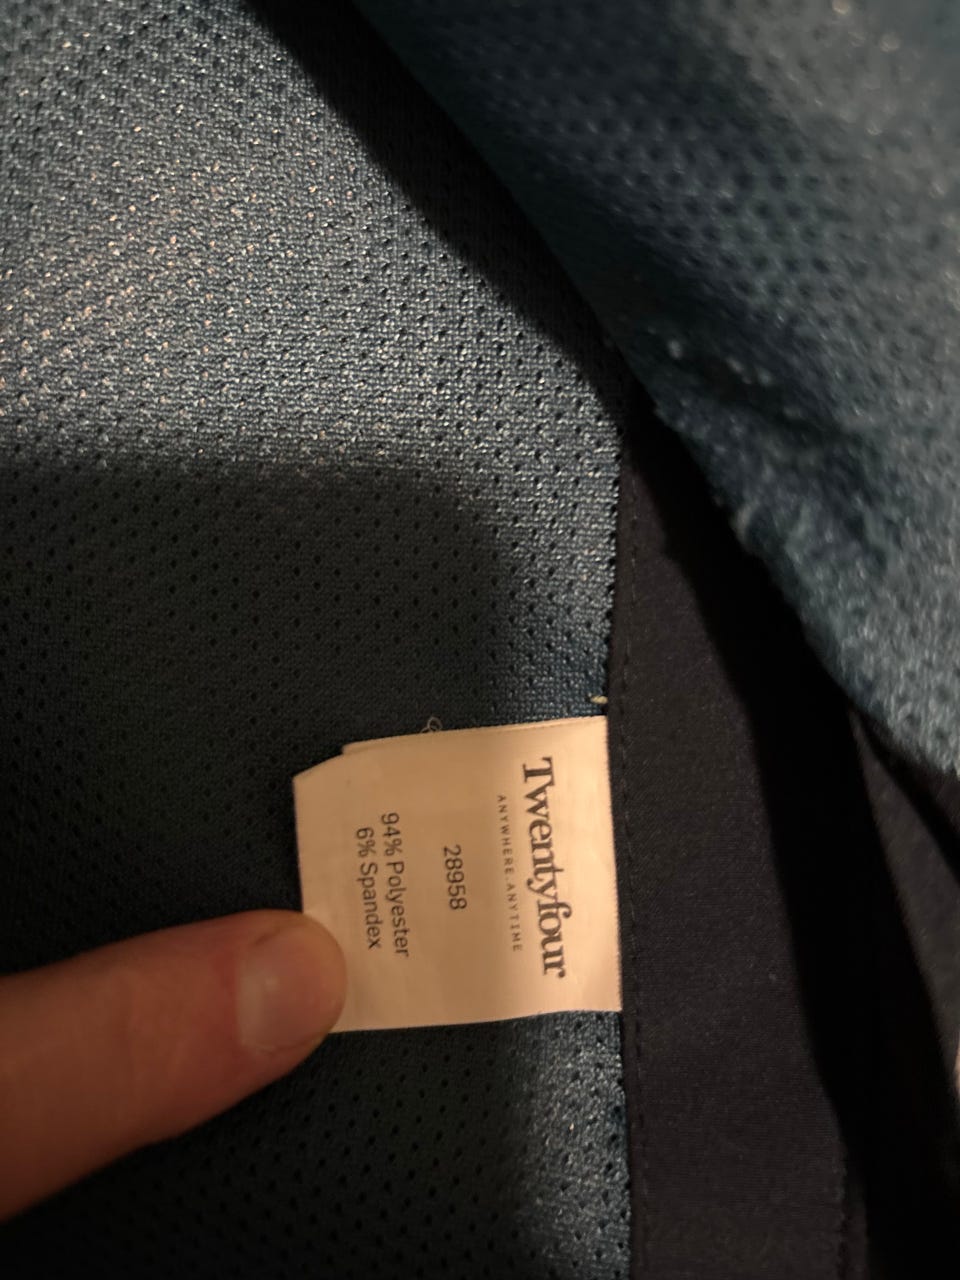 Twentyfour
ANYWHERE.ANYTIME
28958
94% Polyester
6% Spandex